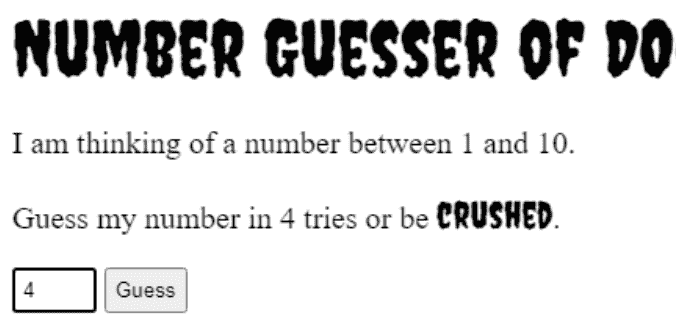 NUMBER GUESSER OF DO
I am thinking of a number between 1 and 10.
Guess my number in 4 tries or be CRUSHED.
4 Guess